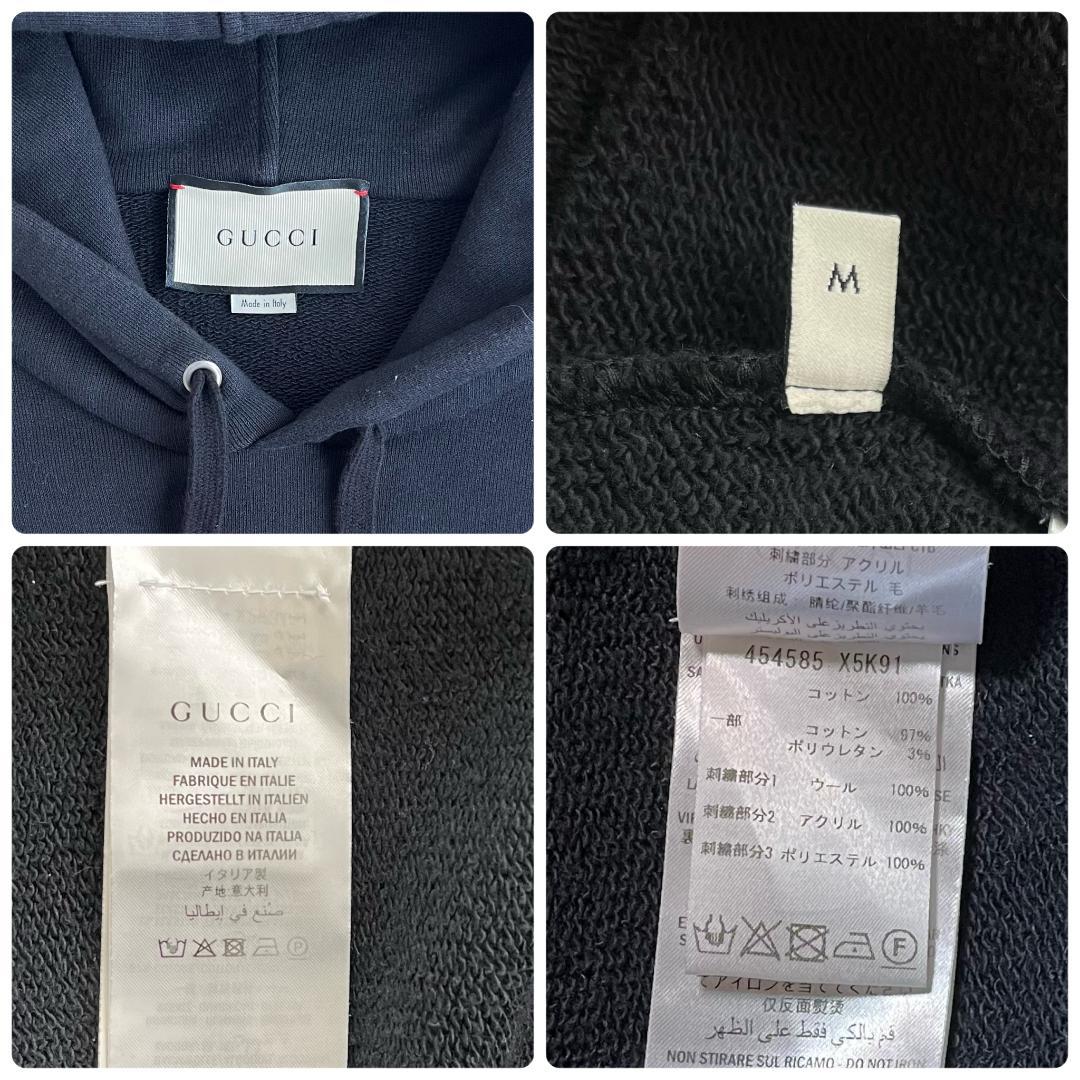 GUCCI
Made in Italy
M
GUCCI
MADE IN ITALY
FABRIQUE EN ITALIE
HERGESTELLT IN ITALIEN
HECHO EN ITALIA
PRODUZIDO NA ITALIA
СДЕЛАНО В ИТАЛИИ
イタリア製
产地:意大利
صنع في إيطاليا
P
刺繍部分 アクリル
ポリエステル 毛
刺绣组成: 腈纶/聚酯纤维/羊毛
يحتوي التطريز على الأكريليك
454585 X5K91
コットン 100%
一部 コットン 97%
ポリウレタン 3%
刺繍部分1 ウール 100%
刺繍部分2 アクリル 100%
刺繍部分3 ポリエステル 100%
F
仅反面熨烫
قم بالكي فقط على الظهر
NON STIRARE SUL RICAMO - DO NOT IRON